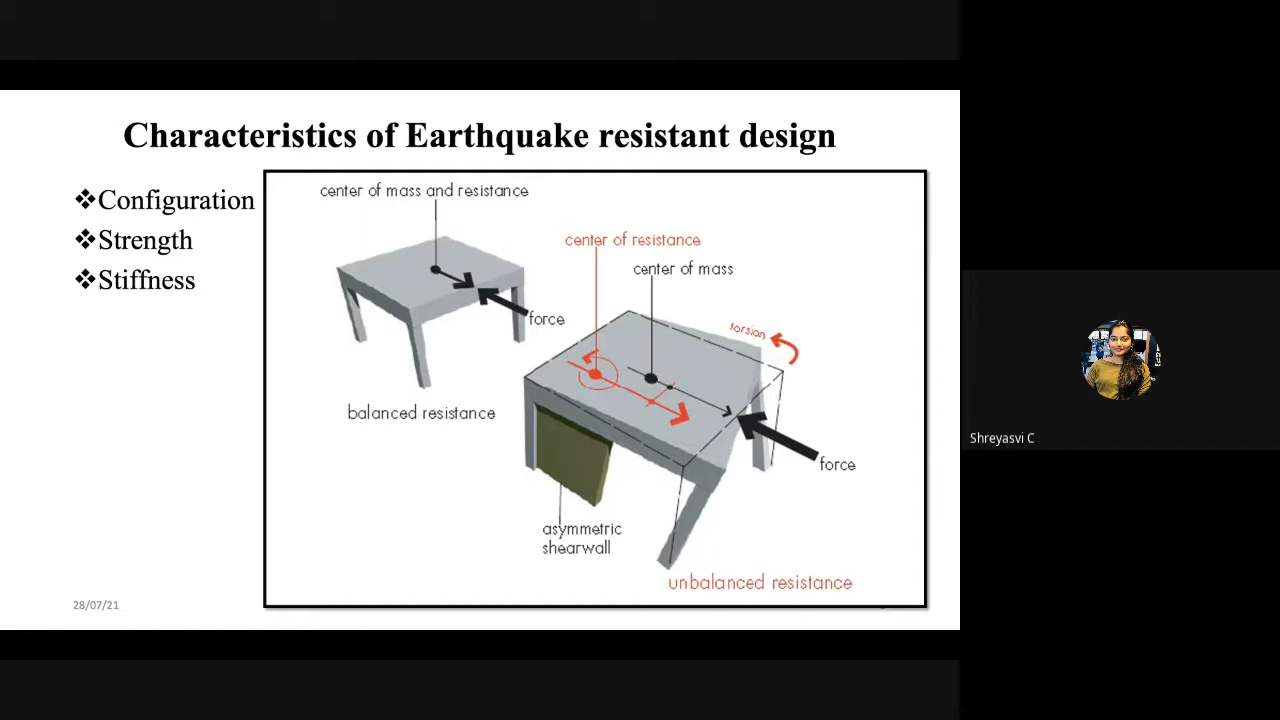 Characteristics of Earthquake resistant design
❖Configuration
❖Strength
❖Stiffness
center of mass and resistance
force
balanced resistance
center of resistance
center of mass
torsion
force
asymmetric
shearwall
unbalanced resistance
28/07/21
Shreyasvi C